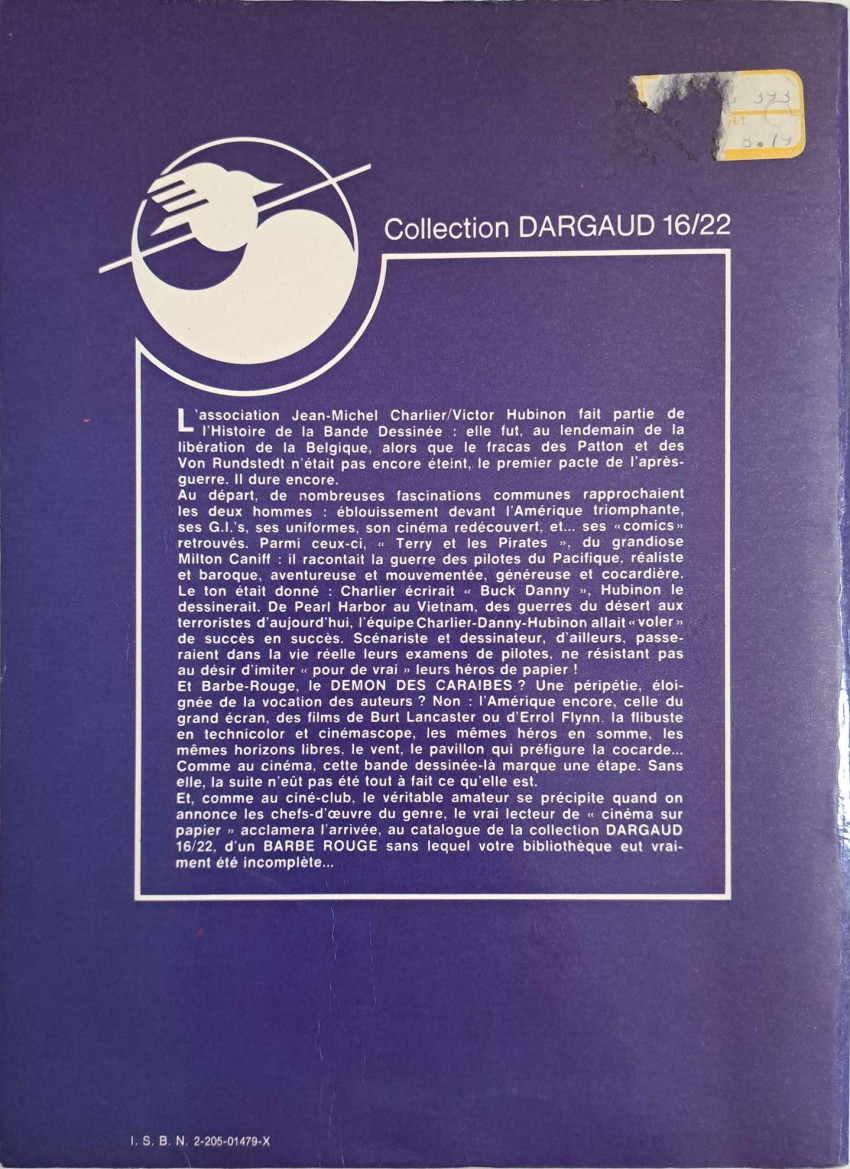 373
8.19
Collection DARGAUD 16/22
L'association Jean-Michel Charlier/Victor Hubinon fait partie de
l'Histoire de la Bande Dessinée : elle fut, au lendemain de la
libération de la Belgique, alors que le fracas des Patton et des
Von Rundstedt n'était pas encore éteint, le premier pacte de l'après-
guerre. Il dure encore.
Au départ, de nombreuses fascinations communes rapprochaient
les deux hommes : éblouissement devant l'Amérique triomphante,
ses G.I.'s, ses uniformes, son cinéma redécouvert, et... ses «comics»
retrouvés. Parmi ceux-ci, « Terry et les Pirates », du grandiose
Milton Caniff : il racontait la guerre des pilotes du Pacifique, réaliste
et baroque, aventureuse et mouvementée, généreuse et cocardière.
Le ton était donné : Charlier écrirait « Buck Danny », Hubinon le
dessinerait. De Pearl Harbor au Vietnam, des guerres du désert aux
terroristes d'aujourd'hui, l'équipe Charlier-Danny-Hubinon allait «voler»
de succès en succès. Scénariste et dessinateur, d'ailleurs, passe-
raient dans la vie réelle leurs examens de pilotes, ne résistant pas
au désir d'imiter « pour de vrai » leurs héros de papier !
Et Barbe-Rouge, le DEMON DES CARAIBES ? Une péripétie, éloi-
gnée de la vocation des auteurs ? Non : l'Amérique encore, celle du
grand écran, des films de Burt Lancaster ou d'Errol Flynn, la flibuste
en technicolor et cinémascope, les mêmes héros en somme, les
mêmes horizons libres, le vent, le pavillon qui préfigure la cocarde...
Comme au cinéma, cette bande dessinée-là marque une étape. Sans
elle, la suite n'eût pas été tout à fait ce qu'elle est.
Et, comme au ciné-club, le véritable amateur se précipite quand on
annonce les chefs-d'œuvre du genre, le vrai lecteur de « cinéma sur
papier » acclamera l'arrivée, au catalogue de la collection DARGAUD
16/22, d'un BARBE ROUGE sans lequel votre bibliothèque eut vrai-
ment été incomplète...
I. S. B. N. 2-205-01479-X